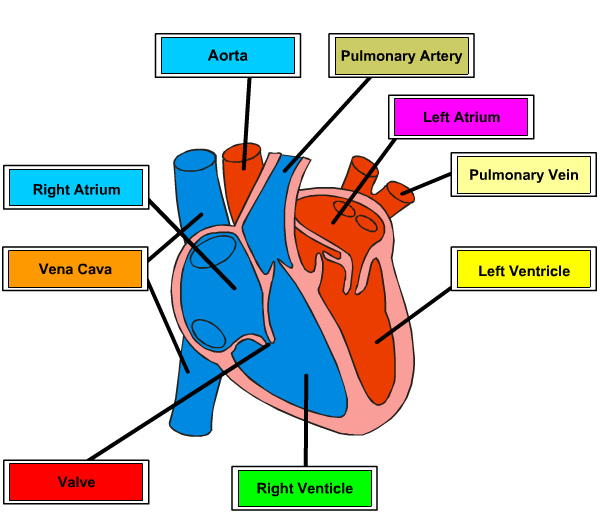 Aorta
Pulmonary Artery
Left Atrium
Pulmonary Vein
Right Atrium
Vena Cava
Left Ventricle
Valve
Right Venticle